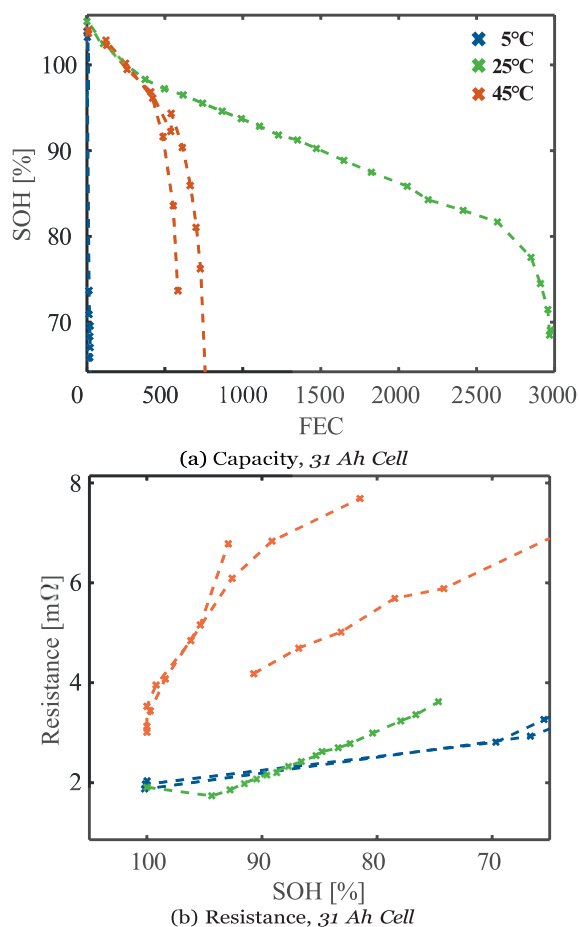 100
90
80
70
0
0
500
1000
1500
2000
2500
3000
SOH [%]
FEC
5°C
25°C
45°C
(a) Capacity, 31 Ah Cell
8
6
4
2
100
90
80
70
Resistance [mΩ]
SOH [%]
(b) Resistance, 31 Ah Cell